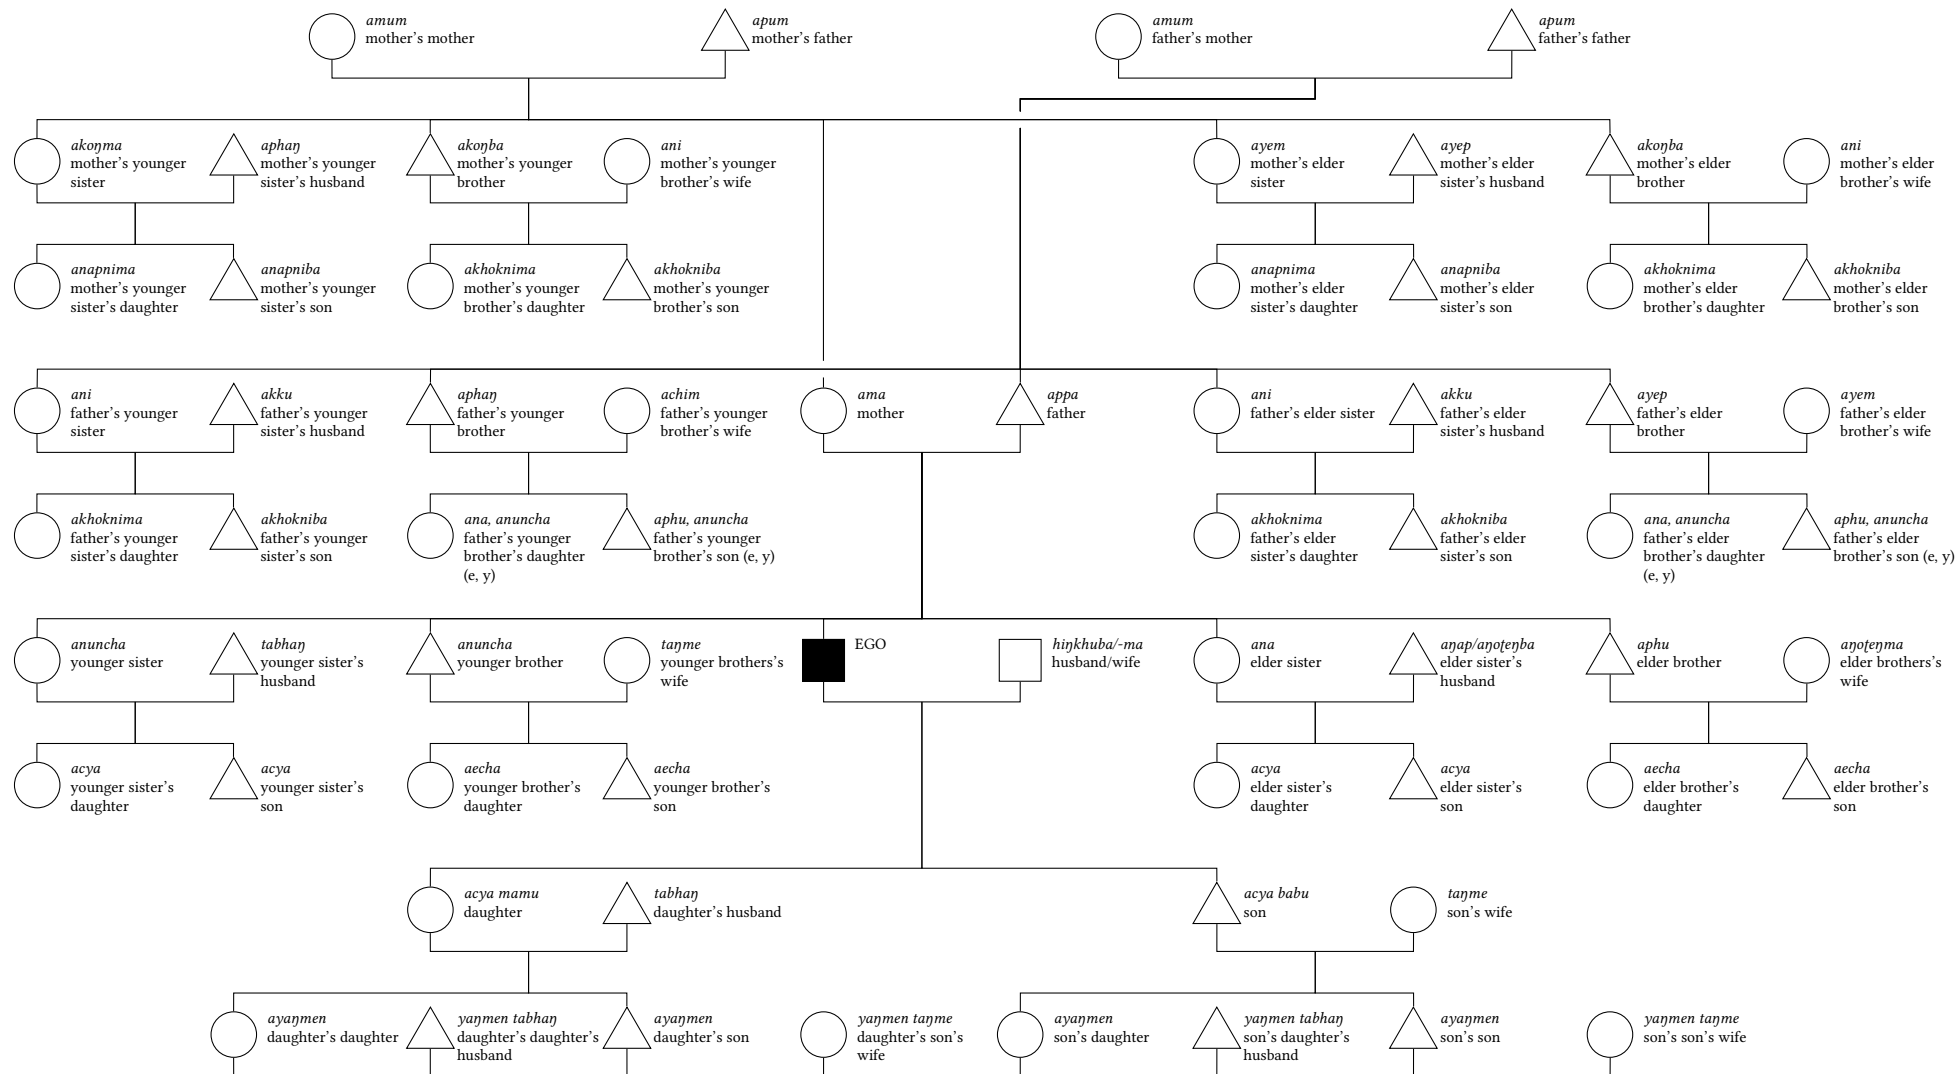 amum
mother's mother
apum
mother's father
amum
father's mother
apum
father's father
akoŋma
mother's younger
sister
aphaŋ
mother's younger
sister's husband
akoŋba
mother's younger
brother
ani
mother's younger
brother's wife
ayem
mother's elder
sister
ayep
mother's elder
sister's husband
akoŋba
mother's elder
brother
ani
mother's elder
brother's wife
anapnima
mother's younger
sister's daughter
anapniba
mother's younger
sister's son
akhoknima
mother's younger
brother's daughter
akhokniba
mother's younger
brother's son
anapnima
mother's elder
sister's daughter
anapniba
mother's elder
sister's son
akhoknima
mother's elder
brother's daughter
akhokniba
mother's elder
brother's son
ani
father's younger
sister
akku
father's younger
sister's husband
aphaŋ
father's younger
brother
achim
father's younger
brother's wife
ama
mother
appa
father
ani
father's elder sister
akku
father's elder
sister's husband
ayep
father's elder
brother
ayem
father's elder
brother's wife
akhoknima
father's younger
sister's daughter
akhokniba
father's younger
sister's son
ana, anuncha
father's younger
brother's daughter
(e, y)
aphu, anuncha
father's younger
brother's son (e, y)
akhoknima
father's elder
sister's daughter
akhokniba
father's elder
sister's son
ana, anuncha
father's elder
brother's daughter
(e, y)
aphu, anuncha
father's elder
brother's son (e, y)
anuncha
younger sister
tabhaŋ
younger sister's
husband
anuncha
younger brother
taŋme
younger brothers's
wife
EGO
hiŋkhuba/-ma
husband/wife
ana
elder sister
aŋap/aŋoʈeŋba
elder sister's
husband
aphu
elder brother
aŋoʈeŋma
elder brothers's
wife
acya
younger sister's
daughter
acya
younger sister's
son
aecha
younger brother's
daughter
aecha
younger brother's
son
acya
elder sister's
daughter
acya
elder sister's
son
aecha
elder brother's
daughter
aecha
elder brother's
son
acya mamu
daughter
tabhaŋ
daughter's husband
acya babu
son
taŋme
son's wife
ayaŋmen
daughter's daughter
yaŋmen tabhaŋ
daughter's daughter's
husband
ayaŋmen
daughter's son
yaŋmen taŋme
daughter's son's
wife
ayaŋmen
son's daughter
yaŋmen tabhaŋ
son's daughter's
husband
ayaŋmen
son's son
yaŋmen taŋme
son's son's wife